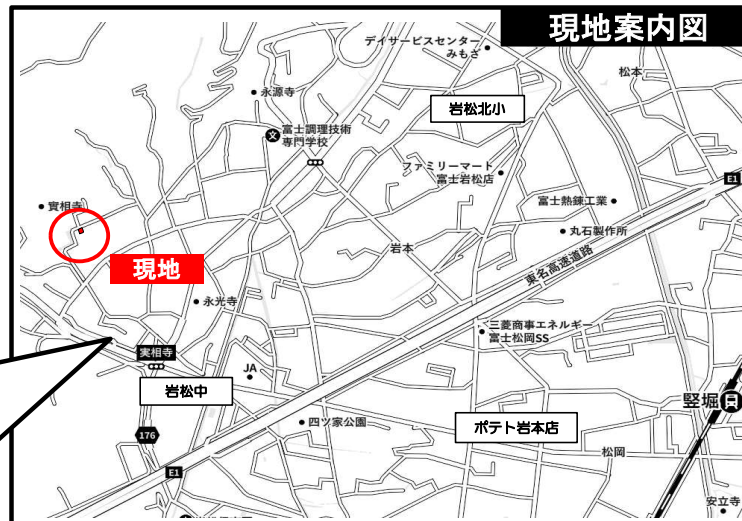 現地案内図
デイサービスセンター
みもざ
松本
永源寺
岩松北小
富士調理技術
専門学校
ファミリーマート
富士岩松店
E1
實相寺
富士熱錬工業
丸石製作所
岩本
東名高速道路
現地
永光寺
三菱商事エネルギー
富士松岡SS
実相寺
JA
岩松中
竪堀
四ツ家公園
ポテト岩本店
176
松岡
E1
安立寺